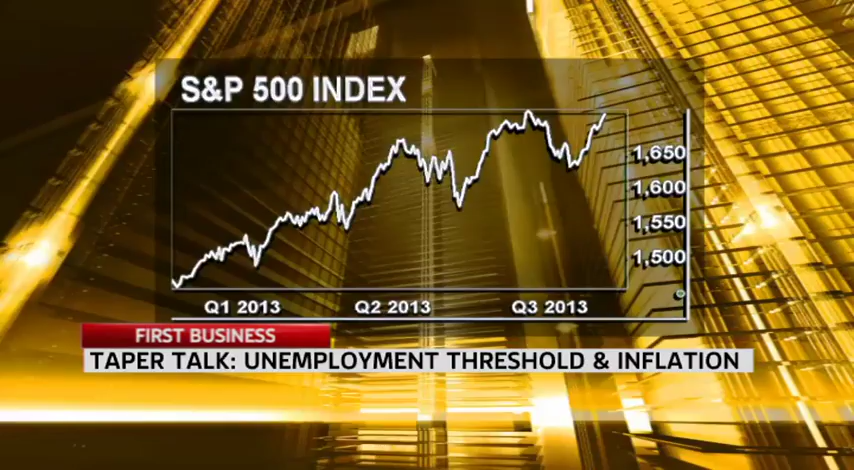 S&P 500 INDEX
1,650
1,600
1,550
1,500
Q1 2013 Q2 2013 Q3 2013
FIRST BUSINESS
TAPER TALK: UNEMPLOYMENT THRESHOLD & INFLATION